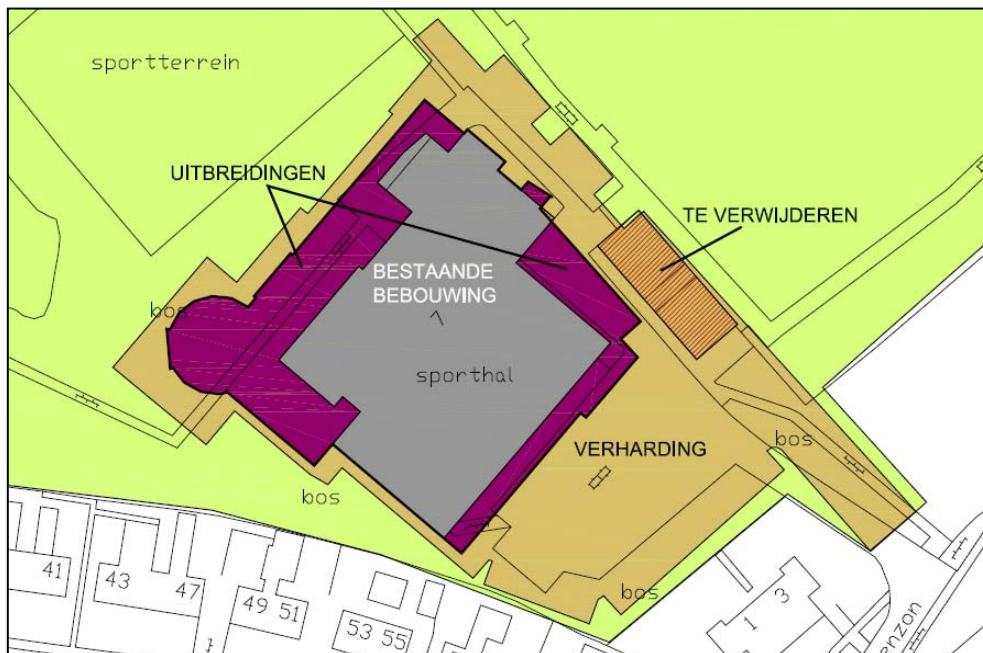 sportterrein
UITBREIDINGEN
TE VERWIJDEREN
BESTAANDE
BEBOUWING
bos
sporthal
VERHARDING
bos
bos
bos
41
43
47
49
51
53
55
1
3